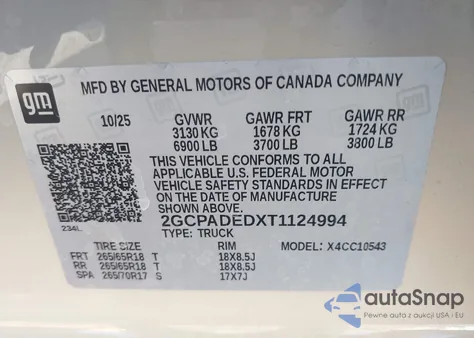 gm
MFD BY GENERAL MOTORS OF CANADA COMPANY
10/25 GVWR GAWR FRT GAWR RR
3130 KG 1678 KG 1724 KG
6900 LB 3700 LB 3800 LB
THIS VEHICLE CONFORMS TO ALL
APPLICABLE U.S. FEDERAL MOTOR
VEHICLE SAFETY STANDARDS IN EFFECT
ON THE DATE OF MANUFACTURE
SHOWN ABOVE.
2GCPADEDXT1124994
TYPE: TRUCK MODEL: X4CC10543
234L
TIRE SIZE RIM
FRT 265/65R18 T 18X8.5J
RR 265/65R18 T 18X8.5J
SPA 265/70R17 S 17X7J
autoSnap
Pewne auta z USA i EU